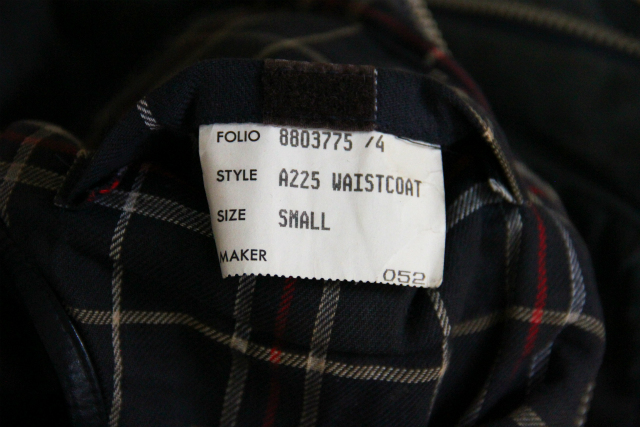 FOLIO 8803775 /4
STYLE A225 WAISTCOAT
SIZE SMALL
MAKER
052